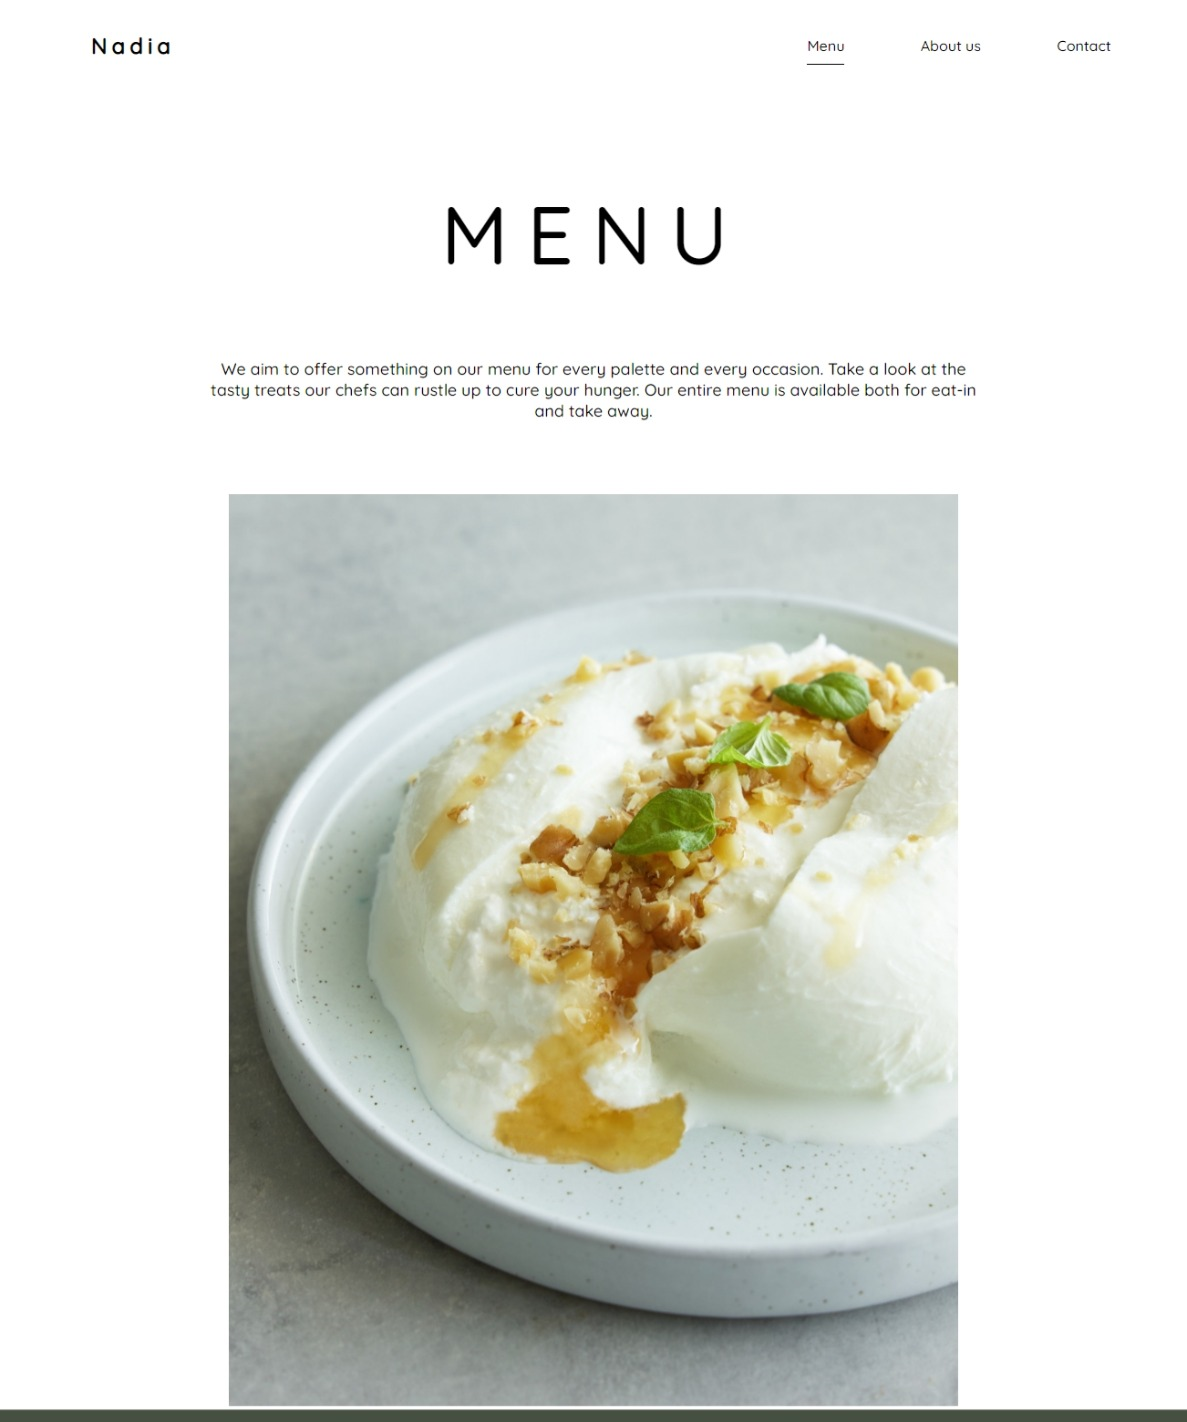 Nadia
Menu About us Contact
MENU
We aim to offer something on our menu for every palette and every occasion. Take a look at the
tasty treats our chefs can rustle up to cure your hunger. Our entire menu is available both for eat-in
and take away.